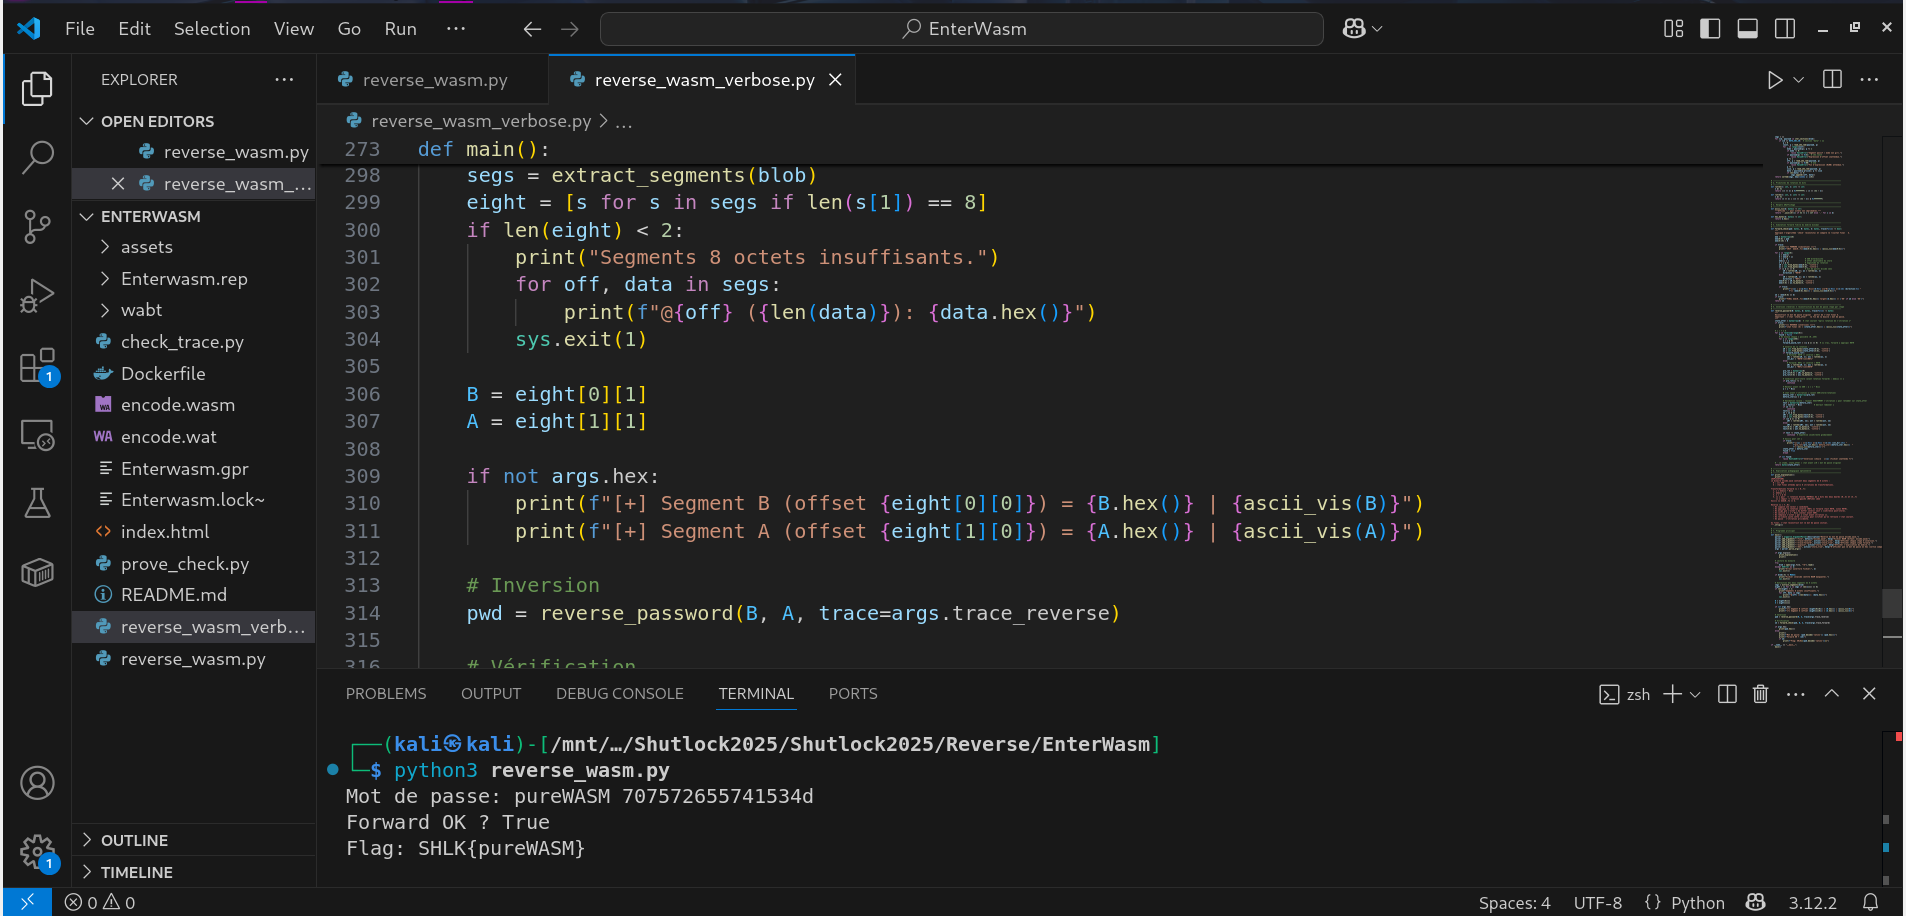 File Edit Selection View Go Run ··· EnterWasm
EXPLORER ···
reverse_wasm.py
reverse_wasm_verbose.py
OPEN EDITORS
reverse_wasm.py
reverse_wasm_...
ENTERWASM
assets
Enterwasm.rep
wabt
check_trace.py
Dockerfile
encode.wasm
WA encode.wat
Enterwasm.gpr
Enterwasm.lock~
index.html
prove_check.py
README.md
reverse_wasm_verb...
reverse_wasm.py
OUTLINE
TIMELINE
1
1
reverse_wasm_verbose.py > ...
273 def main():
298 segs = extract_segments(blob)
299 eight = [s for s in segs if len(s[1]) == 8]
300 if len(eight) < 2:
301 print("Segments 8 octets insuffisants.")
302 for off, data in segs:
303 print(f"@{off} ({len(data)}): {data.hex()}")
304 sys.exit(1)
305
306 B = eight[0][1]
307 A = eight[1][1]
308
309 if not args.hex:
310 print(f"[+] Segment B (offset {eight[0][0]}) = {B.hex()} | {ascii_vis(B)}")
311 print(f"[+] Segment A (offset {eight[1][0]}) = {A.hex()} | {ascii_vis(A)}")
312
313 # Inversion
314 pwd = reverse_password(B, A, trace=args.trace_reverse)
315
316 # Vérification
PROBLEMS OUTPUT DEBUG CONSOLE TERMINAL PORTS zsh
(kali㉿kali)-[/mnt/…/Shutlock2025/Shutlock2025/Reverse/EnterWasm]
$ python3 reverse_wasm.py
Mot de passe: pureWASM 707572655741534d
Forward OK ? True
Flag: SHLK{pureWASM}
0 0 Spaces: 4 UTF-8 {} Python 3.12.2